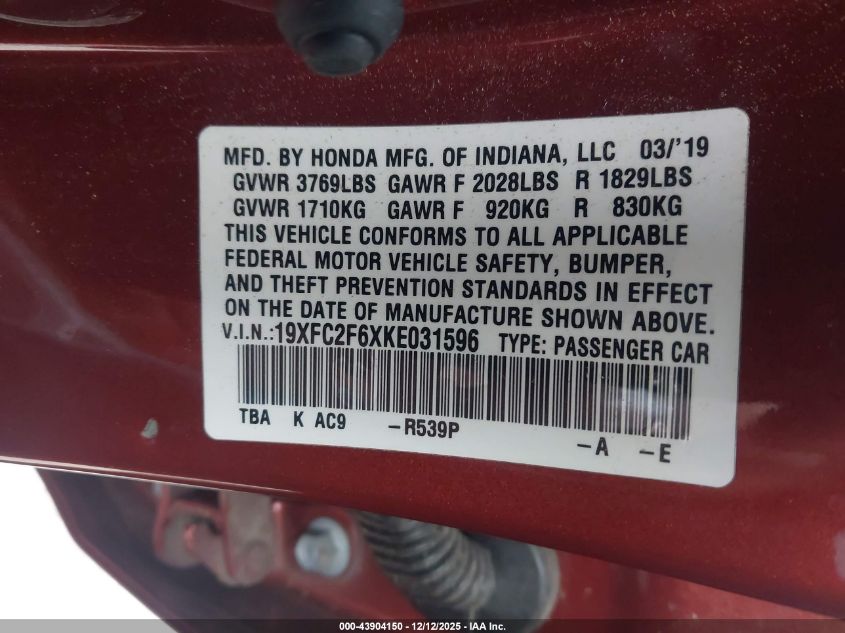 MFD. BY HONDA MFG. OF INDIANA, LLC 03/'19
GVWR 3769LBS GAWR F 2028LBS R 1829LBS
GVWR 1710KG GAWR F 920KG R 830KG
THIS VEHICLE CONFORMS TO ALL APPLICABLE
FEDERAL MOTOR VEHICLE SAFETY, BUMPER,
AND THEFT PREVENTION STANDARDS IN EFFECT
ON THE DATE OF MANUFACTURE SHOWN ABOVE.
V.I.N.:19XFC2F6XKE031596 TYPE: PASSENGER CAR
TBA K AC9 -R539P -A -E
000-43904150 - 12/12/2025 - IAA Inc.